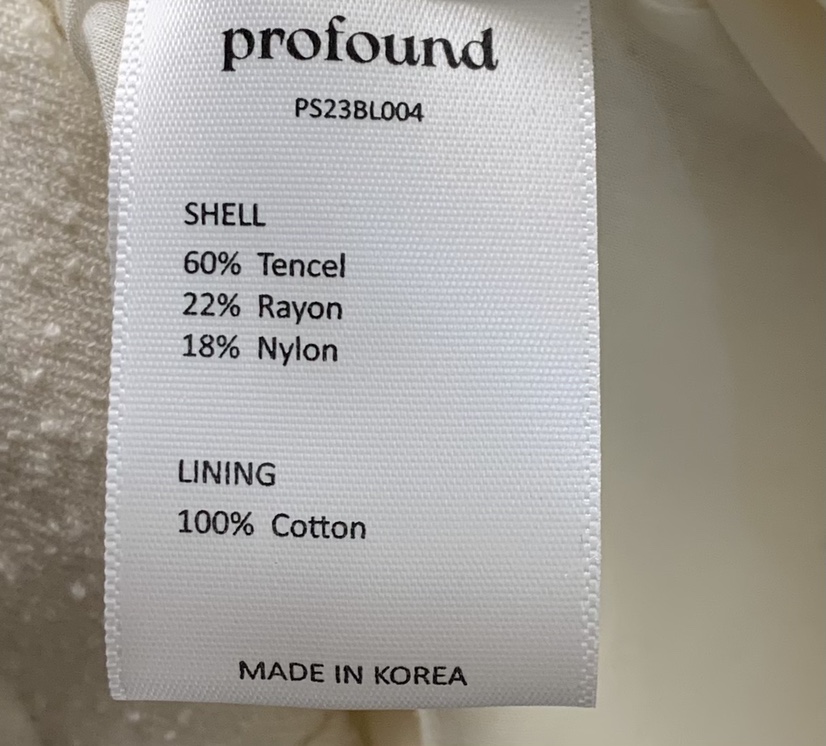 profound
PS23BL004
SHELL
60% Tencel
22% Rayon
18% Nylon
LINING
100% Cotton
MADE IN KOREA